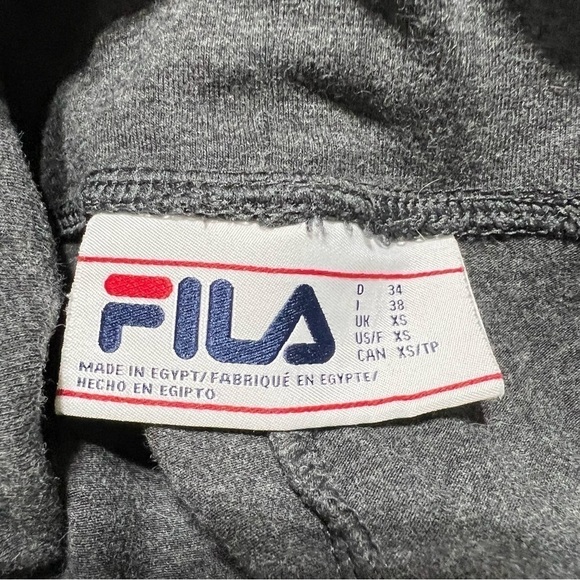 FILA
D 34
I 38
UK XS
US/F XS
CAN XS/TP
MADE IN EGYPT/FABRIQUÉ EN EGYPTE/
HECHO EN EGIPTO